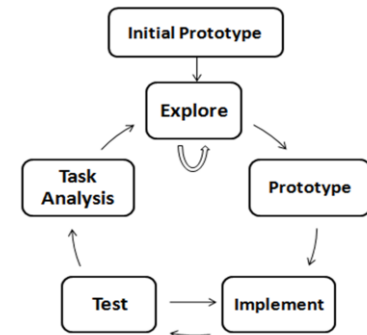 Initial Prototype
Explore
Task
Analysis
Prototype
Test
Implement